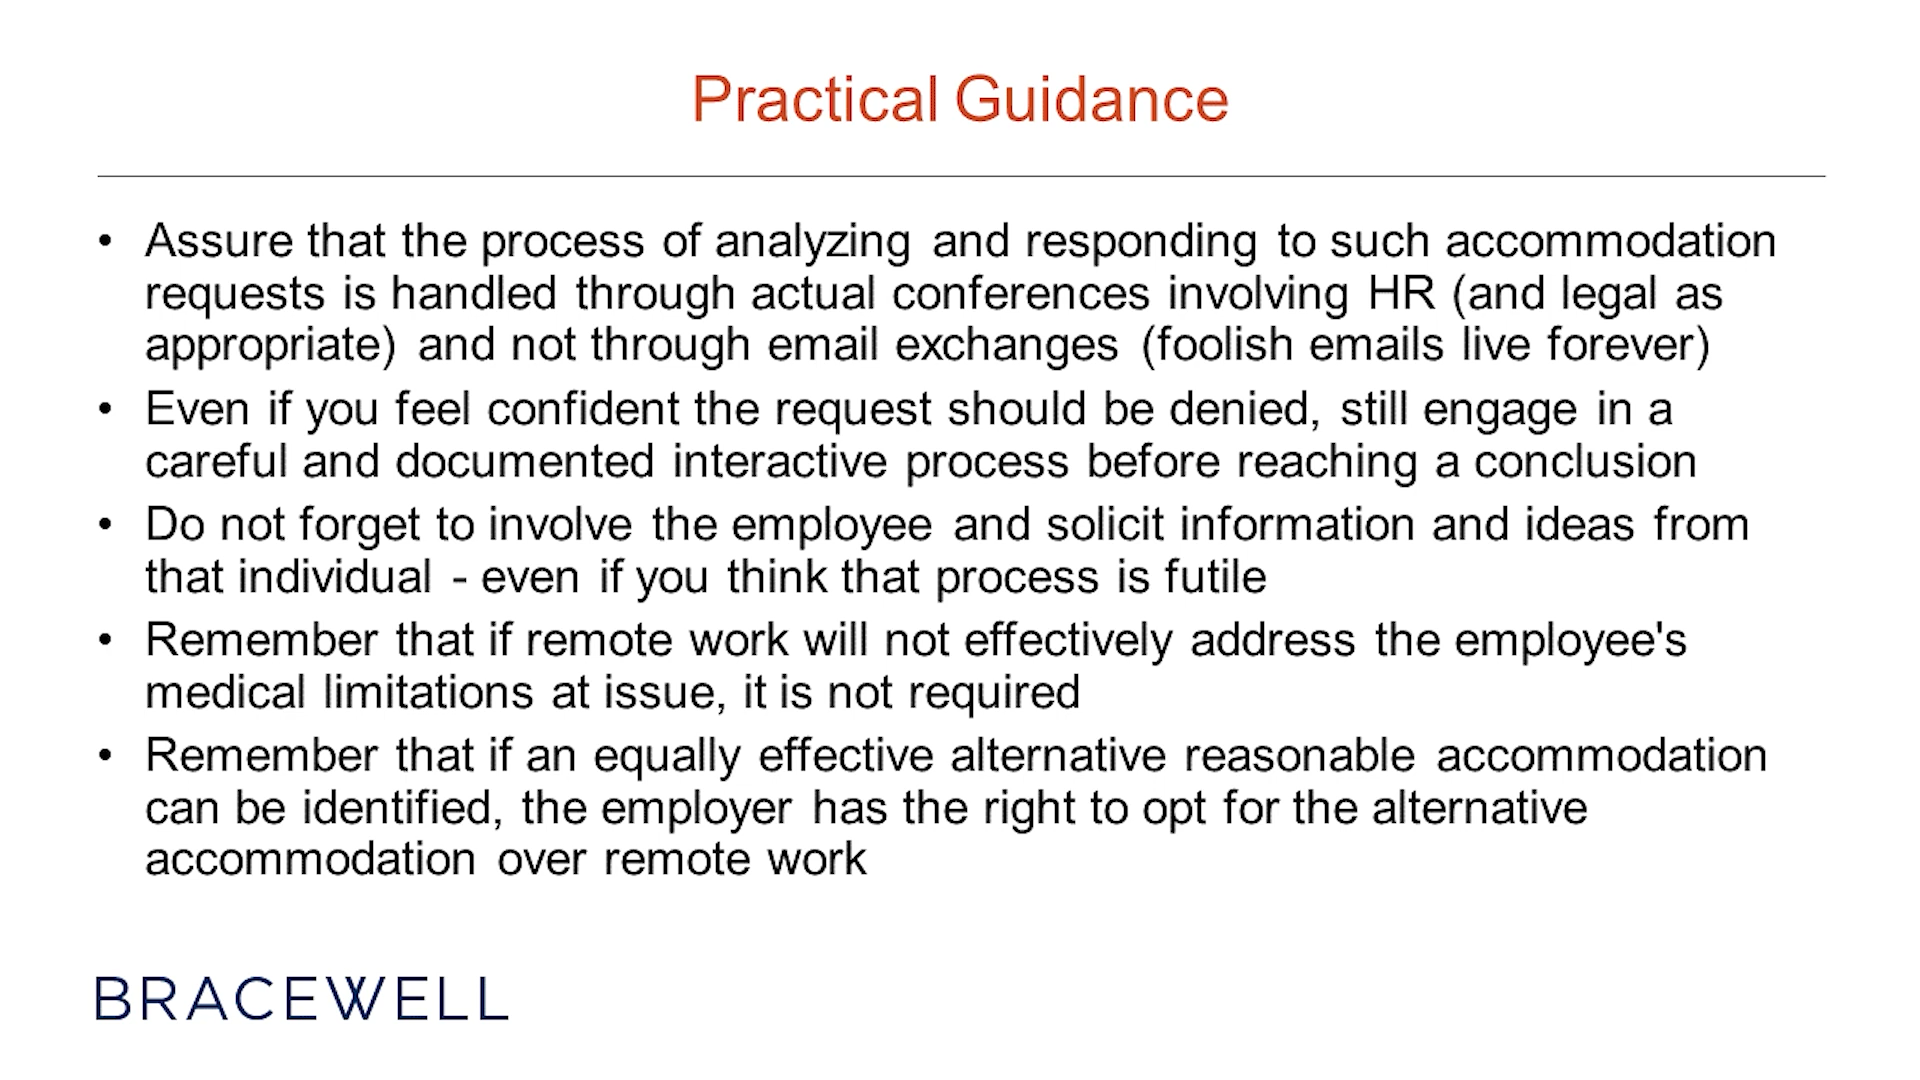 Practical Guidance
• Assure that the process of analyzing and responding to such accommodation
requests is handled through actual conferences involving HR (and legal as
appropriate) and not through email exchanges (foolish emails live forever)
• Even if you feel confident the request should be denied, still engage in a
careful and documented interactive process before reaching a conclusion
• Do not forget to involve the employee and solicit information and ideas from
that individual - even if you think that process is futile
• Remember that if remote work will not effectively address the employee's
medical limitations at issue, it is not required
• Remember that if an equally effective alternative reasonable accommodation
can be identified, the employer has the right to opt for the alternative
accommodation over remote work
BRACEWELL